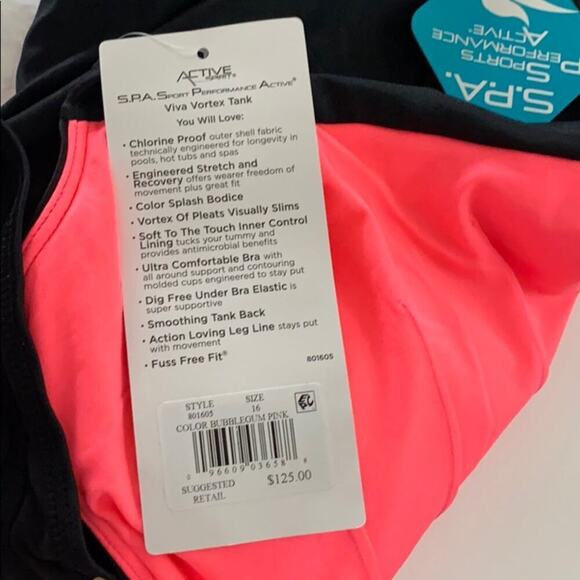 ACTIVE
SPIRIT®
S.P.A. SPORT PERFORMANCE ACTIVE®
Viva Vortex Tank
You Will Love:
• Chlorine Proof outer shell fabric
technically engineered for longevity in
pools, hot tubs and spas
• Engineered Stretch and
Recovery offers wearer freedom of
movement plus great fit
• Color Splash Bodice
• Vortex Of Pleats Visually Slims
• Soft To The Touch Inner Control
Lining tucks your tummy and
provides antimicrobial benefits
• Ultra Comfortable Bra with
all around support and contouring
molded cups engineered to stay put
• Dig Free Under Bra Elastic is
super supportive
• Smoothing Tank Back
• Action Loving Leg Line stays put
with movement
• Fuss Free Fit®
801605
STYLE SIZE
801605 16
COLOR BUBBLEGUM PINK
0 96609 03658 8
SUGGESTED
RETAIL $125.00
S.P.A.
SPORTS
PERFORMANCE
ACTIVE®